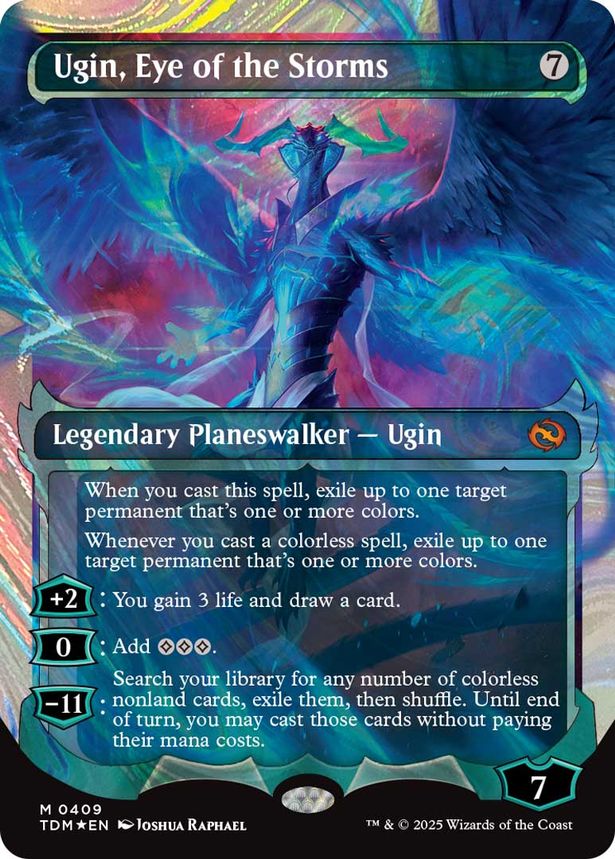 Ugin, Eye of the Storms 7
Legendary Planeswalker — Ugin
When you cast this spell, exile up to one target
permanent that's one or more colors.
Whenever you cast a colorless spell, exile up to one
target permanent that's one or more colors.
+2 : You gain 3 life and draw a card.
0 : Add ◇◇◇.
Search your library for any number of colorless
nonland cards, exile them, then shuffle. Until end
−11 : of turn, you may cast those cards without paying
their mana costs.
7
M 0409
TDM★EN Joshua Raphael
™ & © 2025 Wizards of the Coast